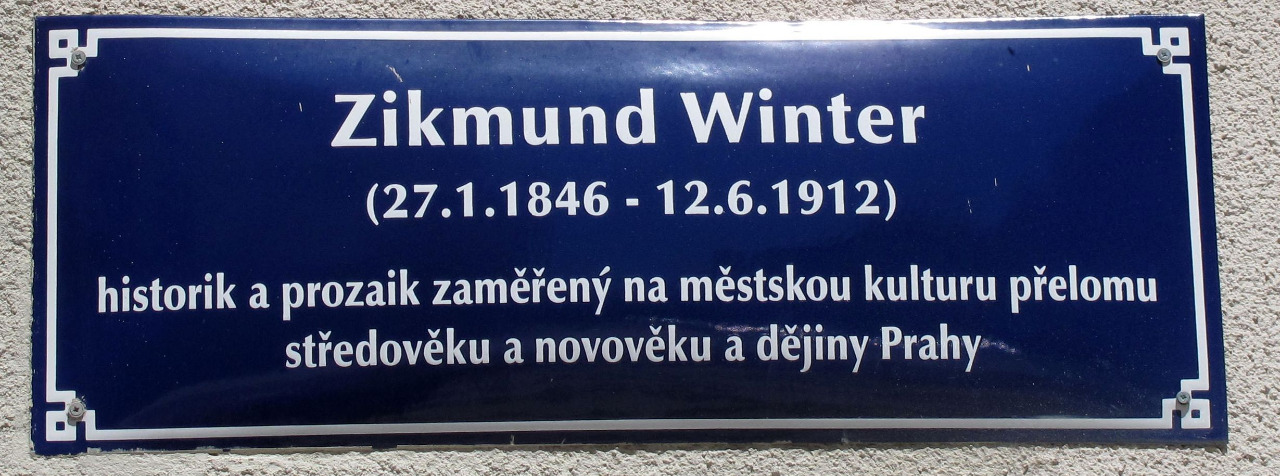 Zikmund Winter
(27.1.1846 - 12.6.1912)
historik a prozaik zaměřený na městskou kulturu přelomu
středověku a novověku a dějiny Prahy